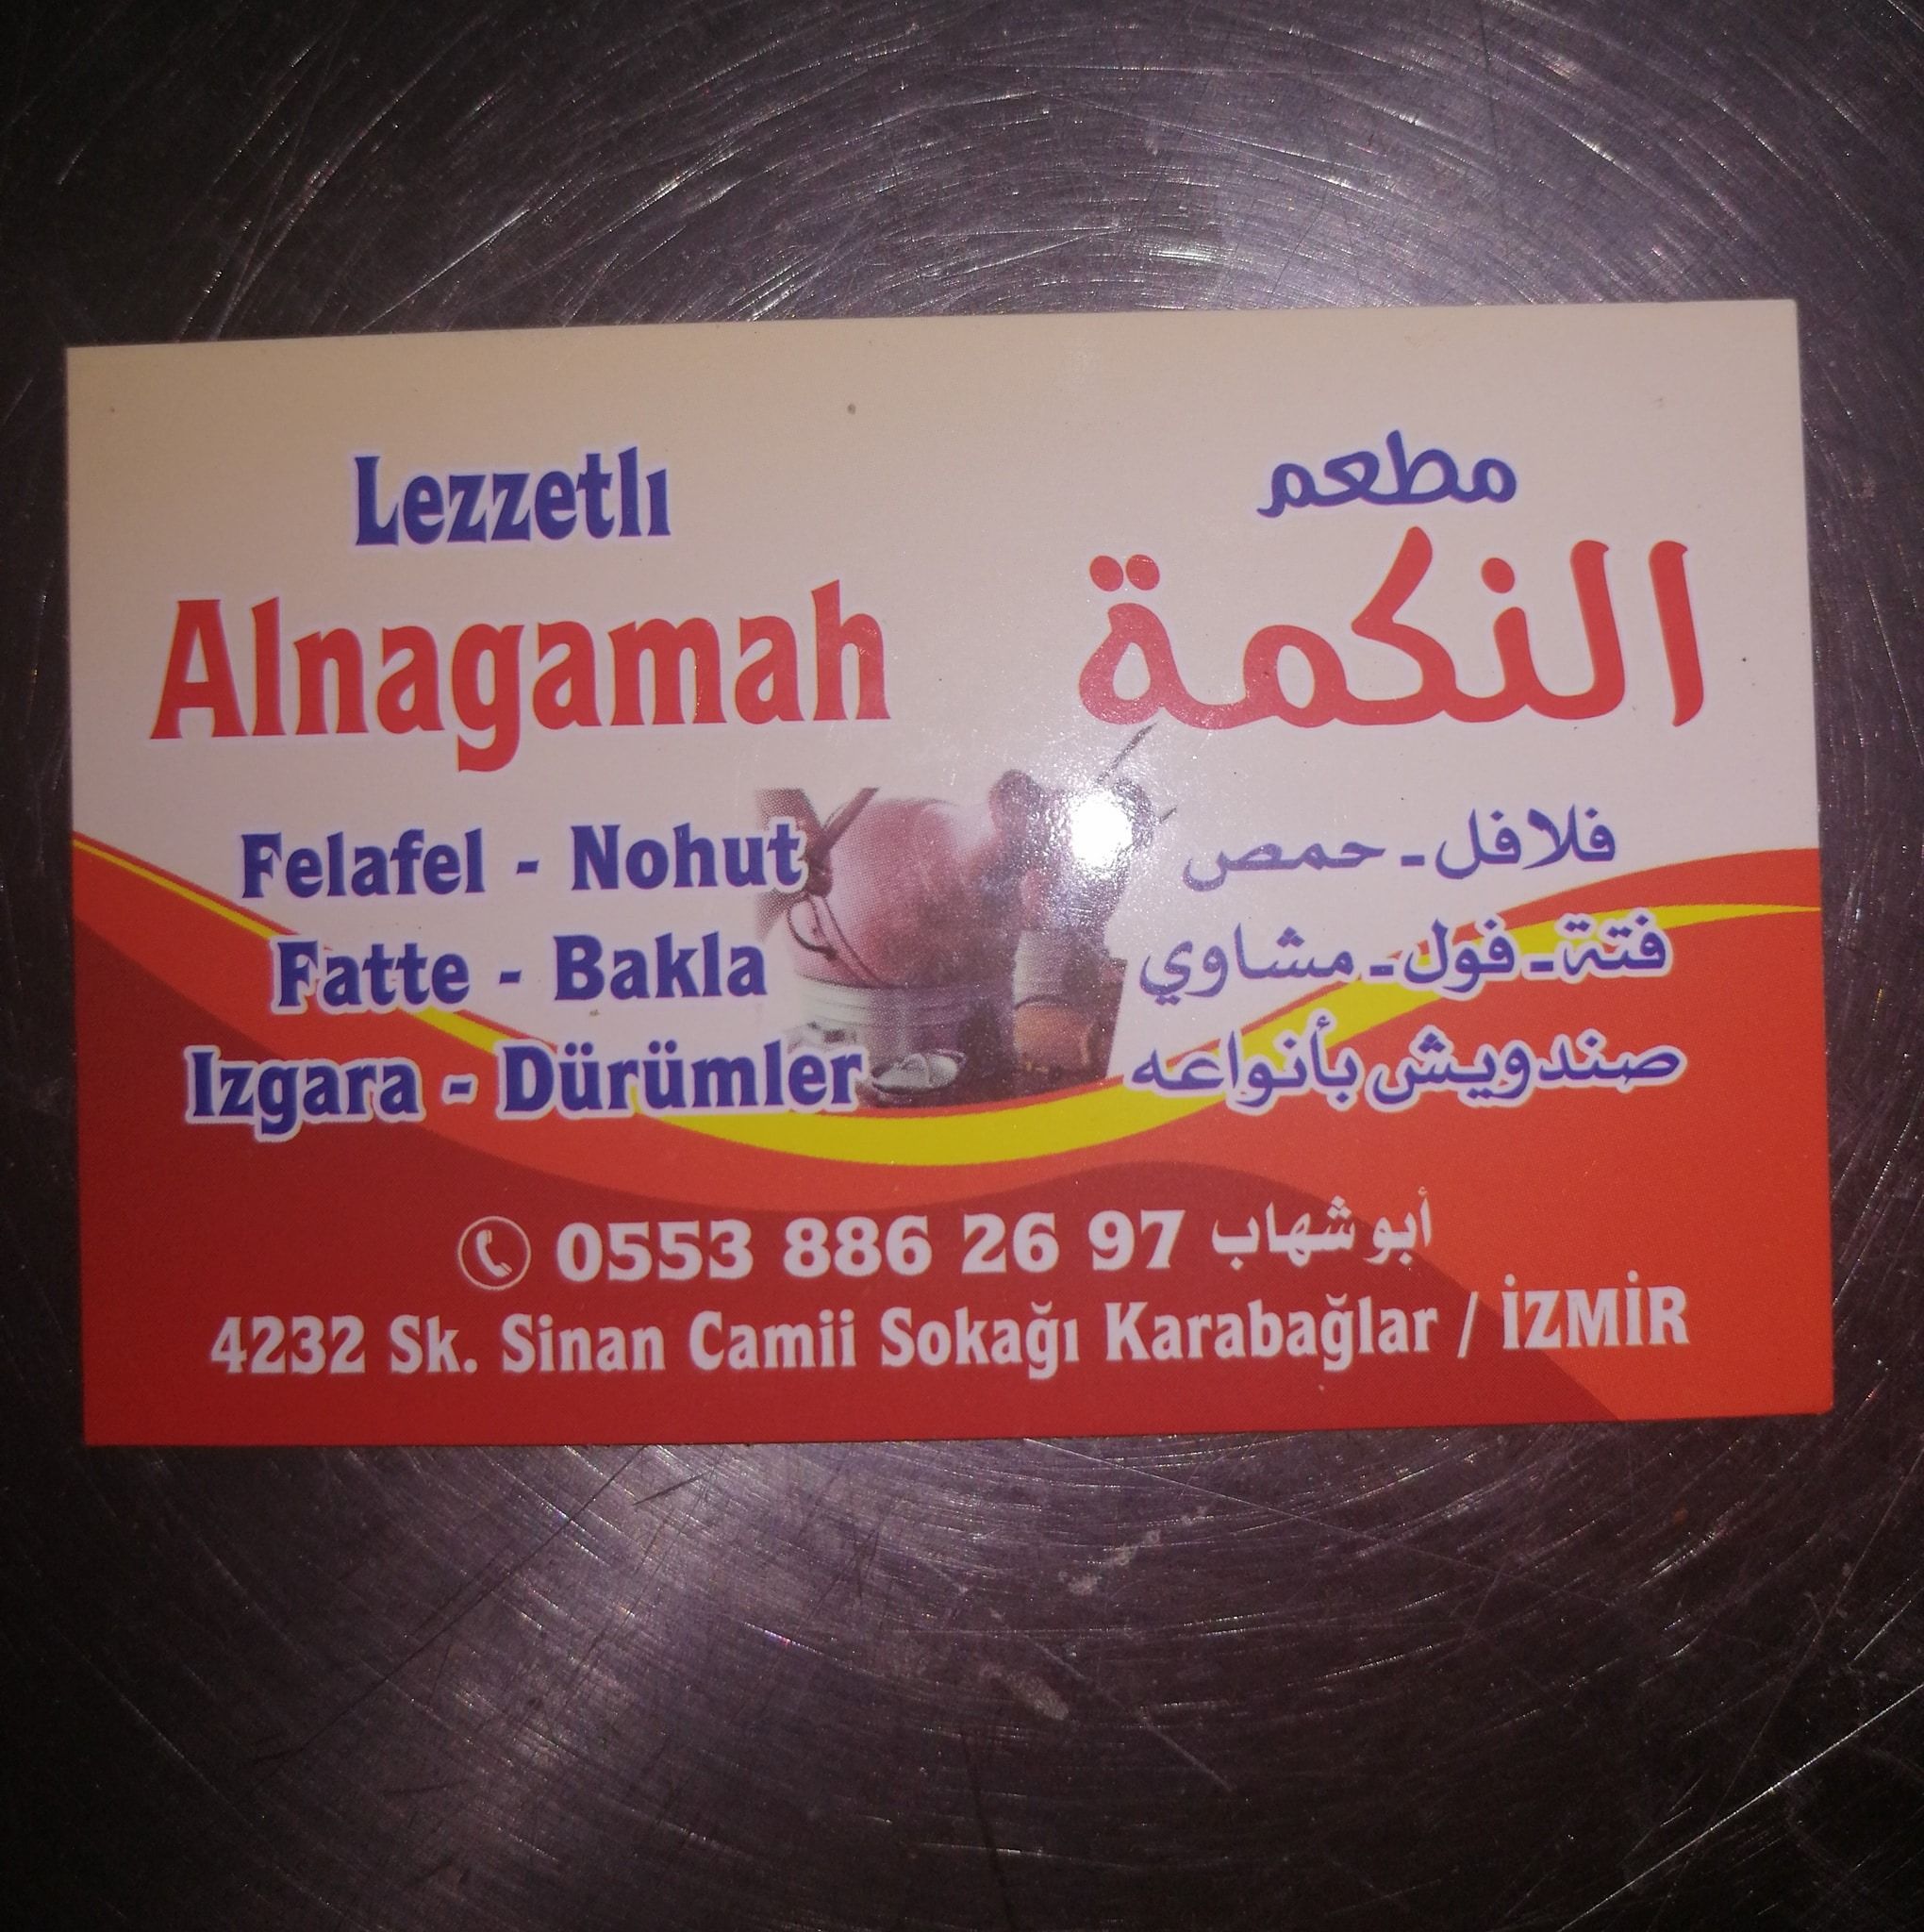 Lezzetlı
Alnagamah
Felafel - Nohut
Fatte - Bakla
Izgara - Dürümler
مطعم
النكمة
فلافل - حمص
فتة - فول - مشاوي
صندويش بأنواعه
0553 886 26 97 أبو شهاب
4232 Sk. Sinan Camii Sokağı Karabağlar / İZMİR